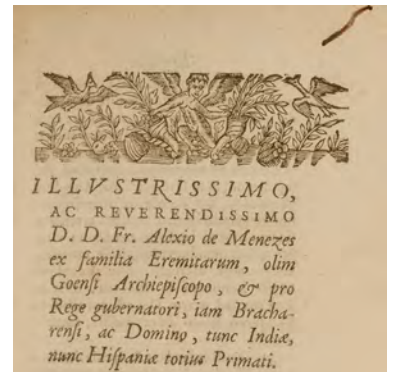 ILLVSTRISSIMO,
AC REVERENDISSIMO
D. D. Fr. Alexio de Menezes
ex familia Eremitarum, olim
Goenſi Archiepiſcopo, & pro
Rege gubernatori, iam Bracha-
renſi, ac Domino, tunc Indiæ,
nunc Hiſpaniæ totius Primati.